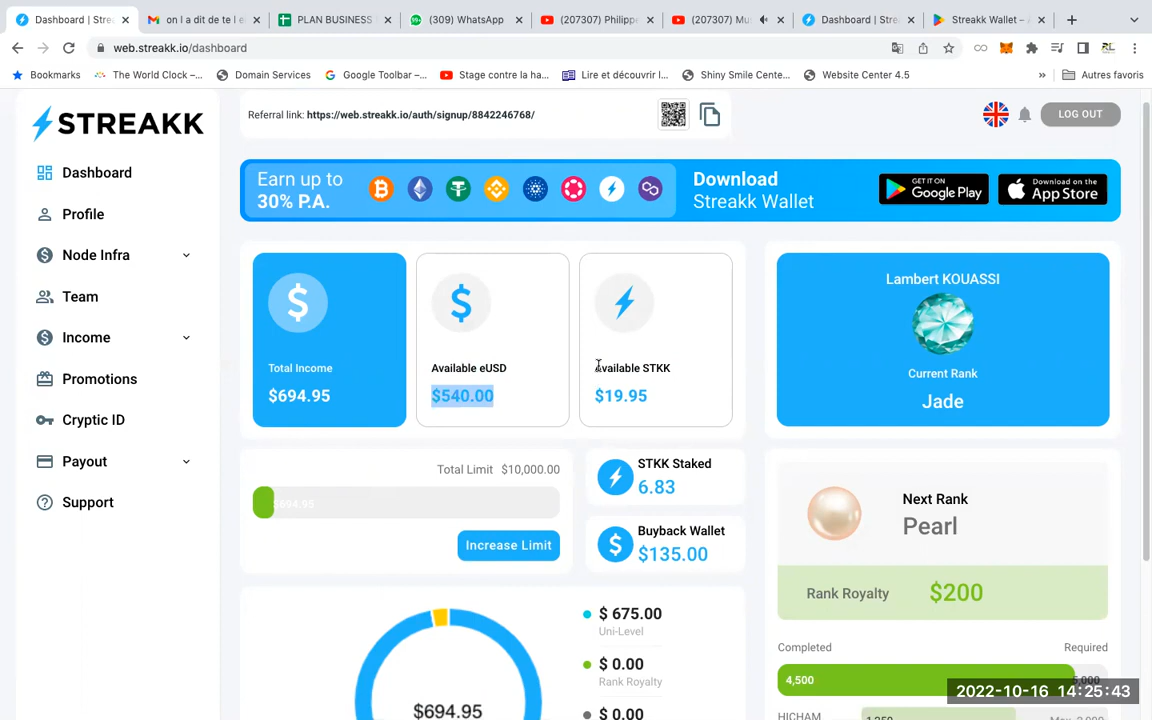 Dashboard | Stre
on l a dit de te l e
PLAN BUSINESS
(309) WhatsApp
(207307) Philipp
(207307) Mu
Dashboard | Stre
Streakk Wallet –
web.streakk.io/dashboard
Bookmarks
The World Clock –...
Domain Services
Google Toolbar –...
Stage contre la ha...
Lire et découvrir l...
Shiny Smile Cente...
Website Center 4.5
»
Autres favoris
STREAKK
Referral link: https://web.streakk.io/auth/signup/8842246768/
LOG OUT
Dashboard
Profile
Node Infra
Team
Income
Promotions
Cryptic ID
Payout
Support
Earn up to
30% P.A.
Download
Streakk Wallet
GET IT ON
Google Play
Download on the
App Store
Total Income
$694.95
Available eUSD
$540.00
Available STKK
$19.95
Lambert KOUASSI
Current Rank
Jade
Total Limit $10,000.00
$694.95
Increase Limit
STKK Staked
6.83
Buyback Wallet
$135.00
Next Rank
Pearl
Rank Royalty $200
$ 675.00
Uni-Level
$ 0.00
Rank Royalty
$ 0.00
$694.95
Completed
Required
4,500
5,000
HICHAM
2022-10-16 14:25:43